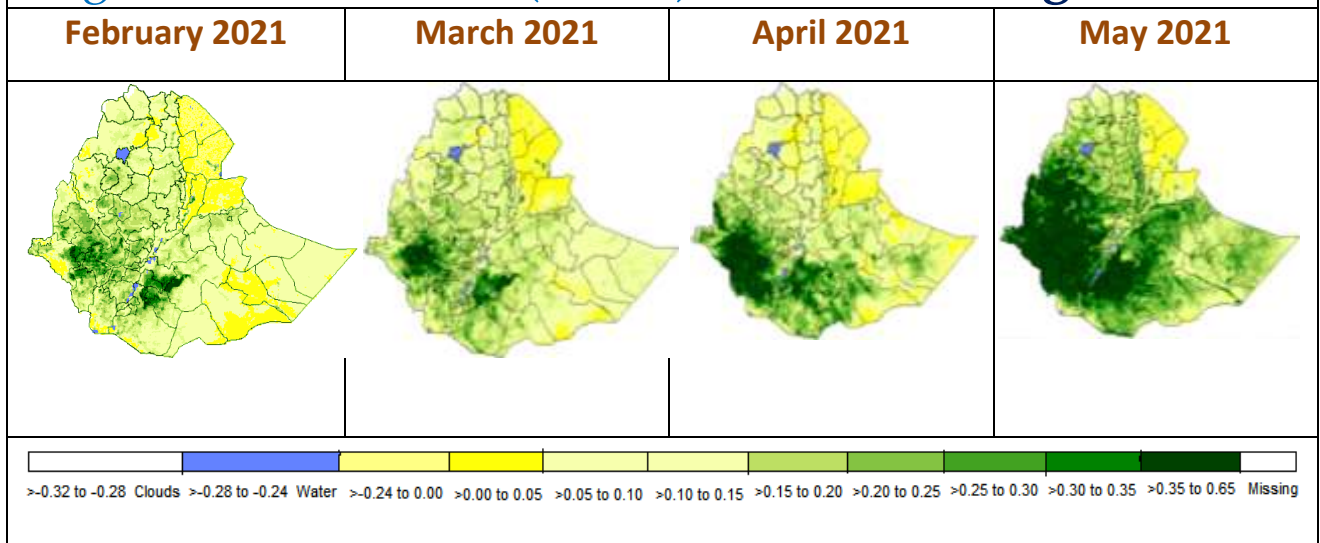 February 2021 March 2021 April 2021 May 2021
>-0.32 to -0.28 Clouds >-0.28 to -0.24 Water >-0.24 to 0.00 >0.00 to 0.05 >0.05 to 0.10 >0.10 to 0.15 >0.15 to 0.20 >0.20 to 0.25 >0.25 to 0.30 >0.30 to 0.35 >0.35 to 0.65 Missing